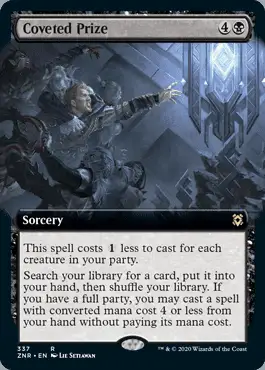 Coveted Prize 4
Sorcery
This spell costs 1 less to cast for each
creature in your party.
Search your library for a card, put it into
your hand, then shuffle your library. If
you have a full party, you may cast a spell
with converted mana cost 4 or less from
your hand without paying its mana cost.
337 R
ZNR • EN LIE SETIAWAN
™ & © 2020 Wizards of the Coast